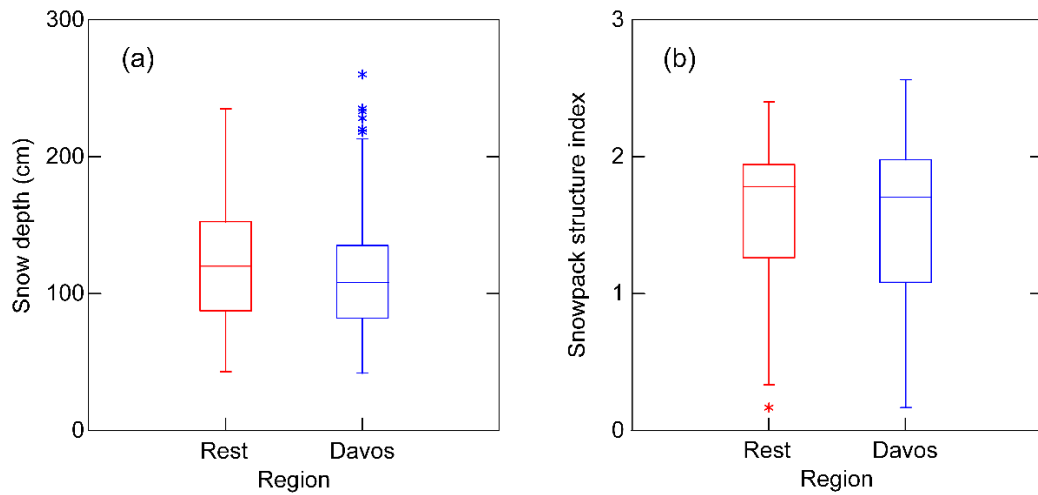 (a)
300
200
100
0
Snow depth (cm)
Rest
Davos
Region
(b)
3
2
1
0
Snowpack structure index
Rest
Davos
Region